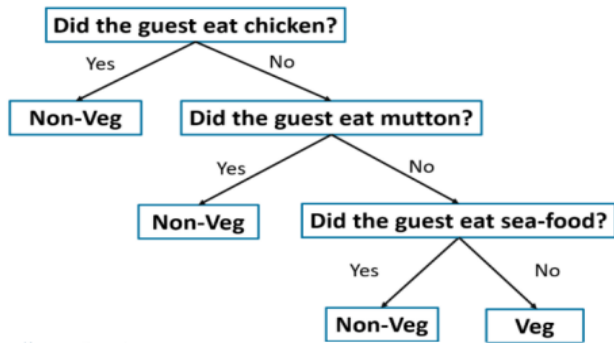 Did the guest eat chicken?
Yes
No
Non-Veg
Did the guest eat mutton?
Yes
No
Non-Veg
Did the guest eat sea-food?
Yes
No
Non-Veg
Veg